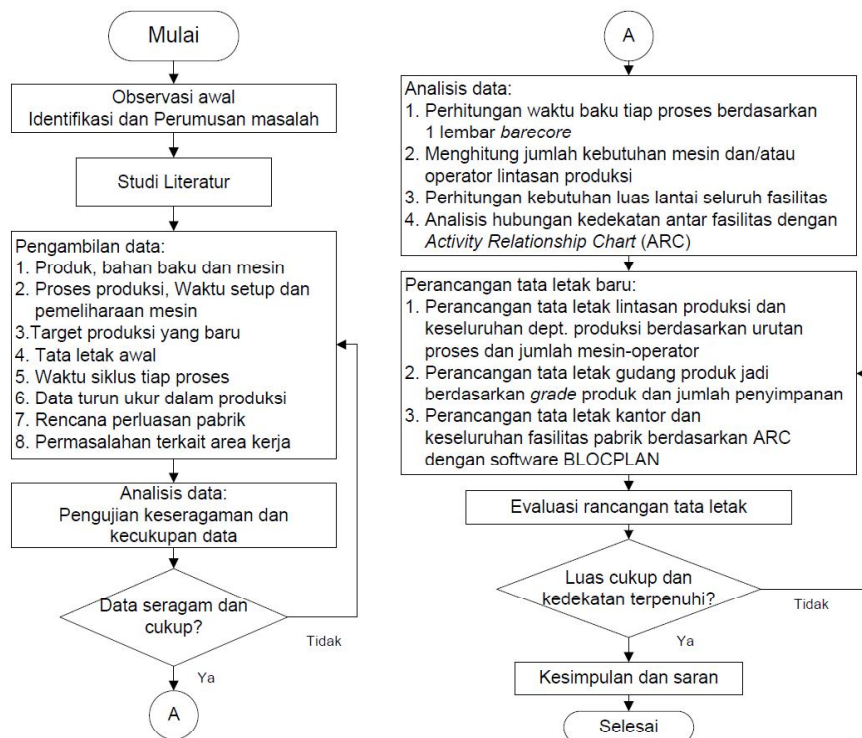 Mulai
Observasi awal
Identifikasi dan Perumusan masalah
Studi Literatur
Pengambilan data:
1. Produk, bahan baku dan mesin
2. Proses produksi, Waktu setup dan
pemeliharaan mesin
3.Target produksi yang baru
4. Tata letak awal
5. Waktu siklus tiap proses
6. Data turun ukur dalam produksi
7. Rencana perluasan pabrik
8. Permasalahan terkait area kerja
Analisis data:
Pengujian keseragaman dan
kecukupan data
Data seragam dan
cukup?
Tidak
Ya
A
A
Analisis data:
1. Perhitungan waktu baku tiap proses berdasarkan
1 lembar barecore
2. Menghitung jumlah kebutuhan mesin dan/atau
operator lintasan produksi
3. Perhitungan kebutuhan luas lantai seluruh fasilitas
4. Analisis hubungan kedekatan antar fasilitas dengan
Activity Relationship Chart (ARC)
Perancangan tata letak baru:
1. Perancangan tata letak lintasan produksi dan
keseluruhan dept. produksi berdasarkan urutan
proses dan jumlah mesin-operator
2. Perancangan tata letak gudang produk jadi
berdasarkan grade produk dan jumlah penyimpanan
3. Perancangan tata letak kantor dan
keseluruhan fasilitas pabrik berdasarkan ARC
dengan software BLOCPLAN
Evaluasi rancangan tata letak
Luas cukup dan
kedekatan terpenuhi?
Tidak
Ya
Kesimpulan dan saran
Selesai